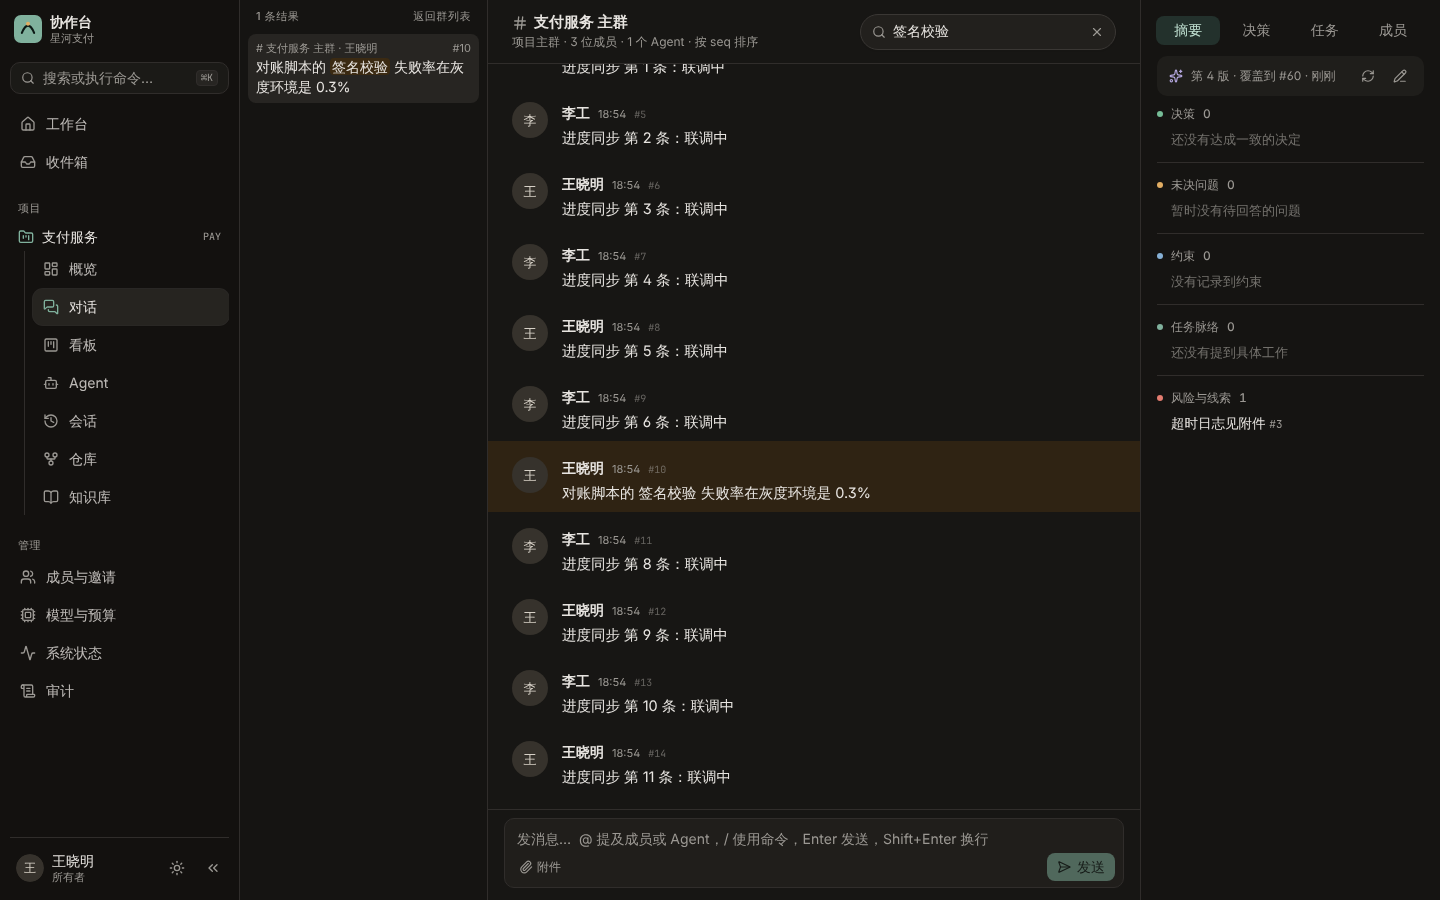 协作台
星河支付
搜索或执行命令...
⌘K
工作台
收件箱
项目
支付服务
PAY
概览
对话
看板
Agent
会话
仓库
知识库
管理
成员与邀请
模型与预算
系统状态
审计
王
王晓明
所有者
1 条结果
返回群列表
# 支付服务 主群 · 王晓明
#10
对账脚本的 签名校验 失败率在灰
度环境是 0.3%
# 支付服务 主群
项目主群 · 3 位成员 · 1 个 Agent · 按 seq 排序
签名校验
进度同步 第 1 条：联调中
李
李工 18:54 #5
进度同步 第 2 条：联调中
王
王晓明 18:54 #6
进度同步 第 3 条：联调中
李
李工 18:54 #7
进度同步 第 4 条：联调中
王
王晓明 18:54 #8
进度同步 第 5 条：联调中
李
李工 18:54 #9
进度同步 第 6 条：联调中
王
王晓明 18:54 #10
对账脚本的 签名校验 失败率在灰度环境是 0.3%
李
李工 18:54 #11
进度同步 第 8 条：联调中
王
王晓明 18:54 #12
进度同步 第 9 条：联调中
李
李工 18:54 #13
进度同步 第 10 条：联调中
王
王晓明 18:54 #14
进度同步 第 11 条：联调中
发消息... @ 提及成员或 Agent，/ 使用命令，Enter 发送，Shift+Enter 换行
附件
发送
摘要
决策
任务
成员
第 4 版 · 覆盖到 #60 · 刚刚
决策 0
还没有达成一致的决定
未决问题 0
暂时没有待回答的问题
约束 0
没有记录到约束
任务脉络 0
还没有提到具体工作
风险与线索 1
超时日志见附件 #3